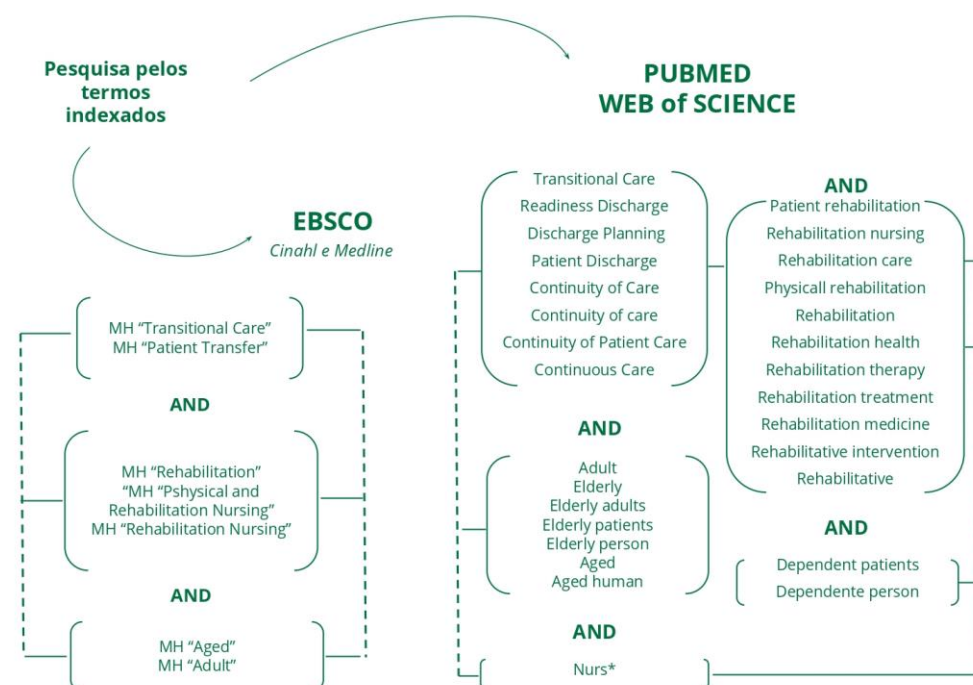 Pesquisa pelos
termos
indexados
PUBMED
WEB of SCIENCE
EBSCO
Cinahl e Medline
MH “Transitional Care”
MH “Patient Transfer”
AND
MH “Rehabilitation”
“MH “Pshysical and
Rehabilitation Nursing”
MH “Rehabilitation Nursing”
AND
MH “Aged”
MH “Adult”
Transitional Care
Readiness Discharge
Discharge Planning
Patient Discharge
Continuity of Care
Continuity of care
Continuity of Patient Care
Continuous Care
AND
Adult
Elderly
Elderly adults
Elderly patients
Elderly person
Aged
Aged human
AND
Nurs*
AND
Patient rehabilitation
Rehabilitation nursing
Rehabilitation care
Physicall rehabilitation
Rehabilitation
Rehabilitation health
Rehabilitation therapy
Rehabilitation treatment
Rehabilitation medicine
Rehabilitative intervention
Rehabilitative
AND
Dependent patients
Dependente person